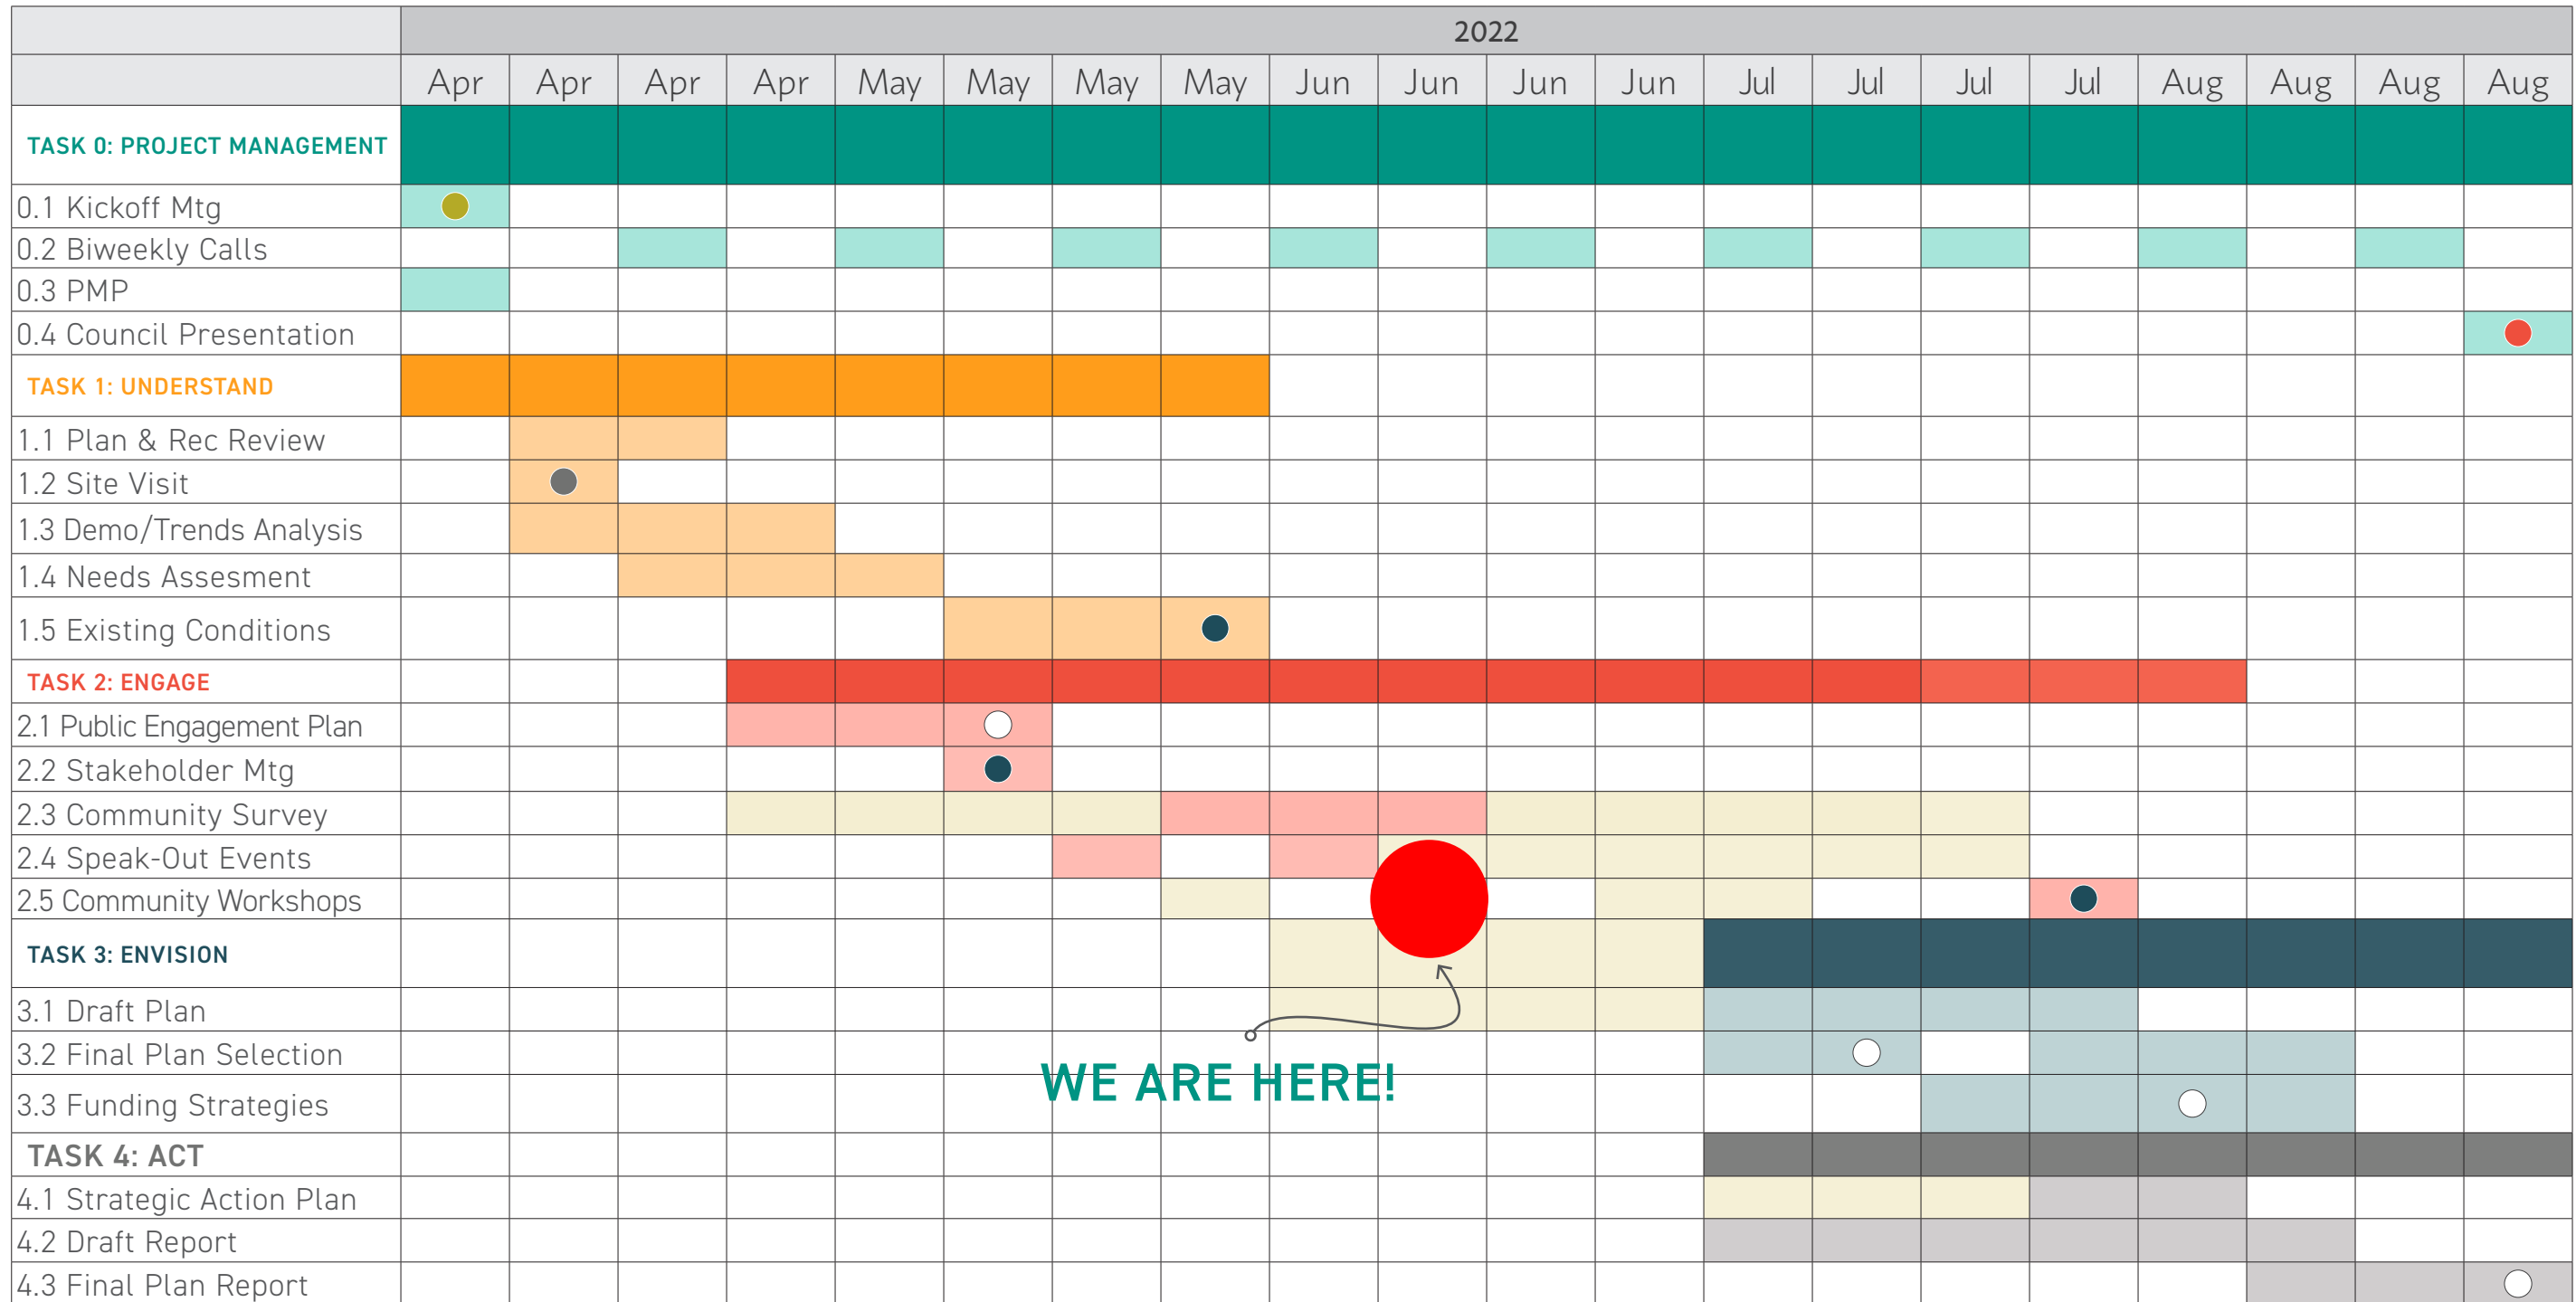 2022
Apr Apr Apr Apr May May May May Jun Jun Jun Jun Jul Jul Jul Jul Aug Aug Aug Aug
TASK 0: PROJECT MANAGEMENT
0.1 Kickoff Mtg
0.2 Biweekly Calls
0.3 PMP
0.4 Council Presentation
TASK 1: UNDERSTAND
1.1 Plan & Rec Review
1.2 Site Visit
1.3 Demo/Trends Analysis
1.4 Needs Assesment
1.5 Existing Conditions
TASK 2: ENGAGE
2.1 Public Engagement Plan
2.2 Stakeholder Mtg
2.3 Community Survey
2.4 Speak-Out Events
2.5 Community Workshops
TASK 3: ENVISION
3.1 Draft Plan
3.2 Final Plan Selection
WE ARE HERE!
3.3 Funding Strategies
TASK 4: ACT
4.1 Strategic Action Plan
4.2 Draft Report
4.3 Final Plan Report